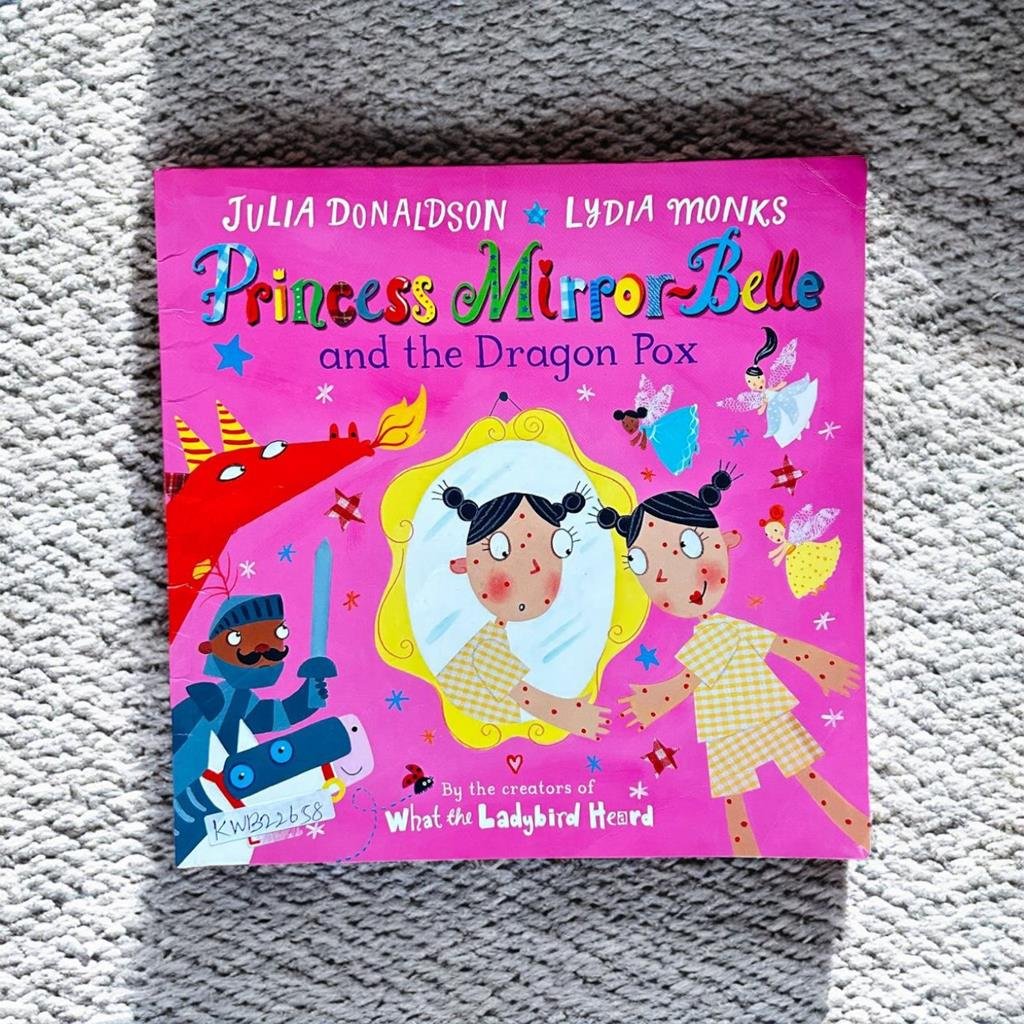 JULIA DONALDSON ★ LYDIA MONKS
Princess Mirror-Belle
and the Dragon Pox
By the creators of
What the Ladybird Heard
KWB22658